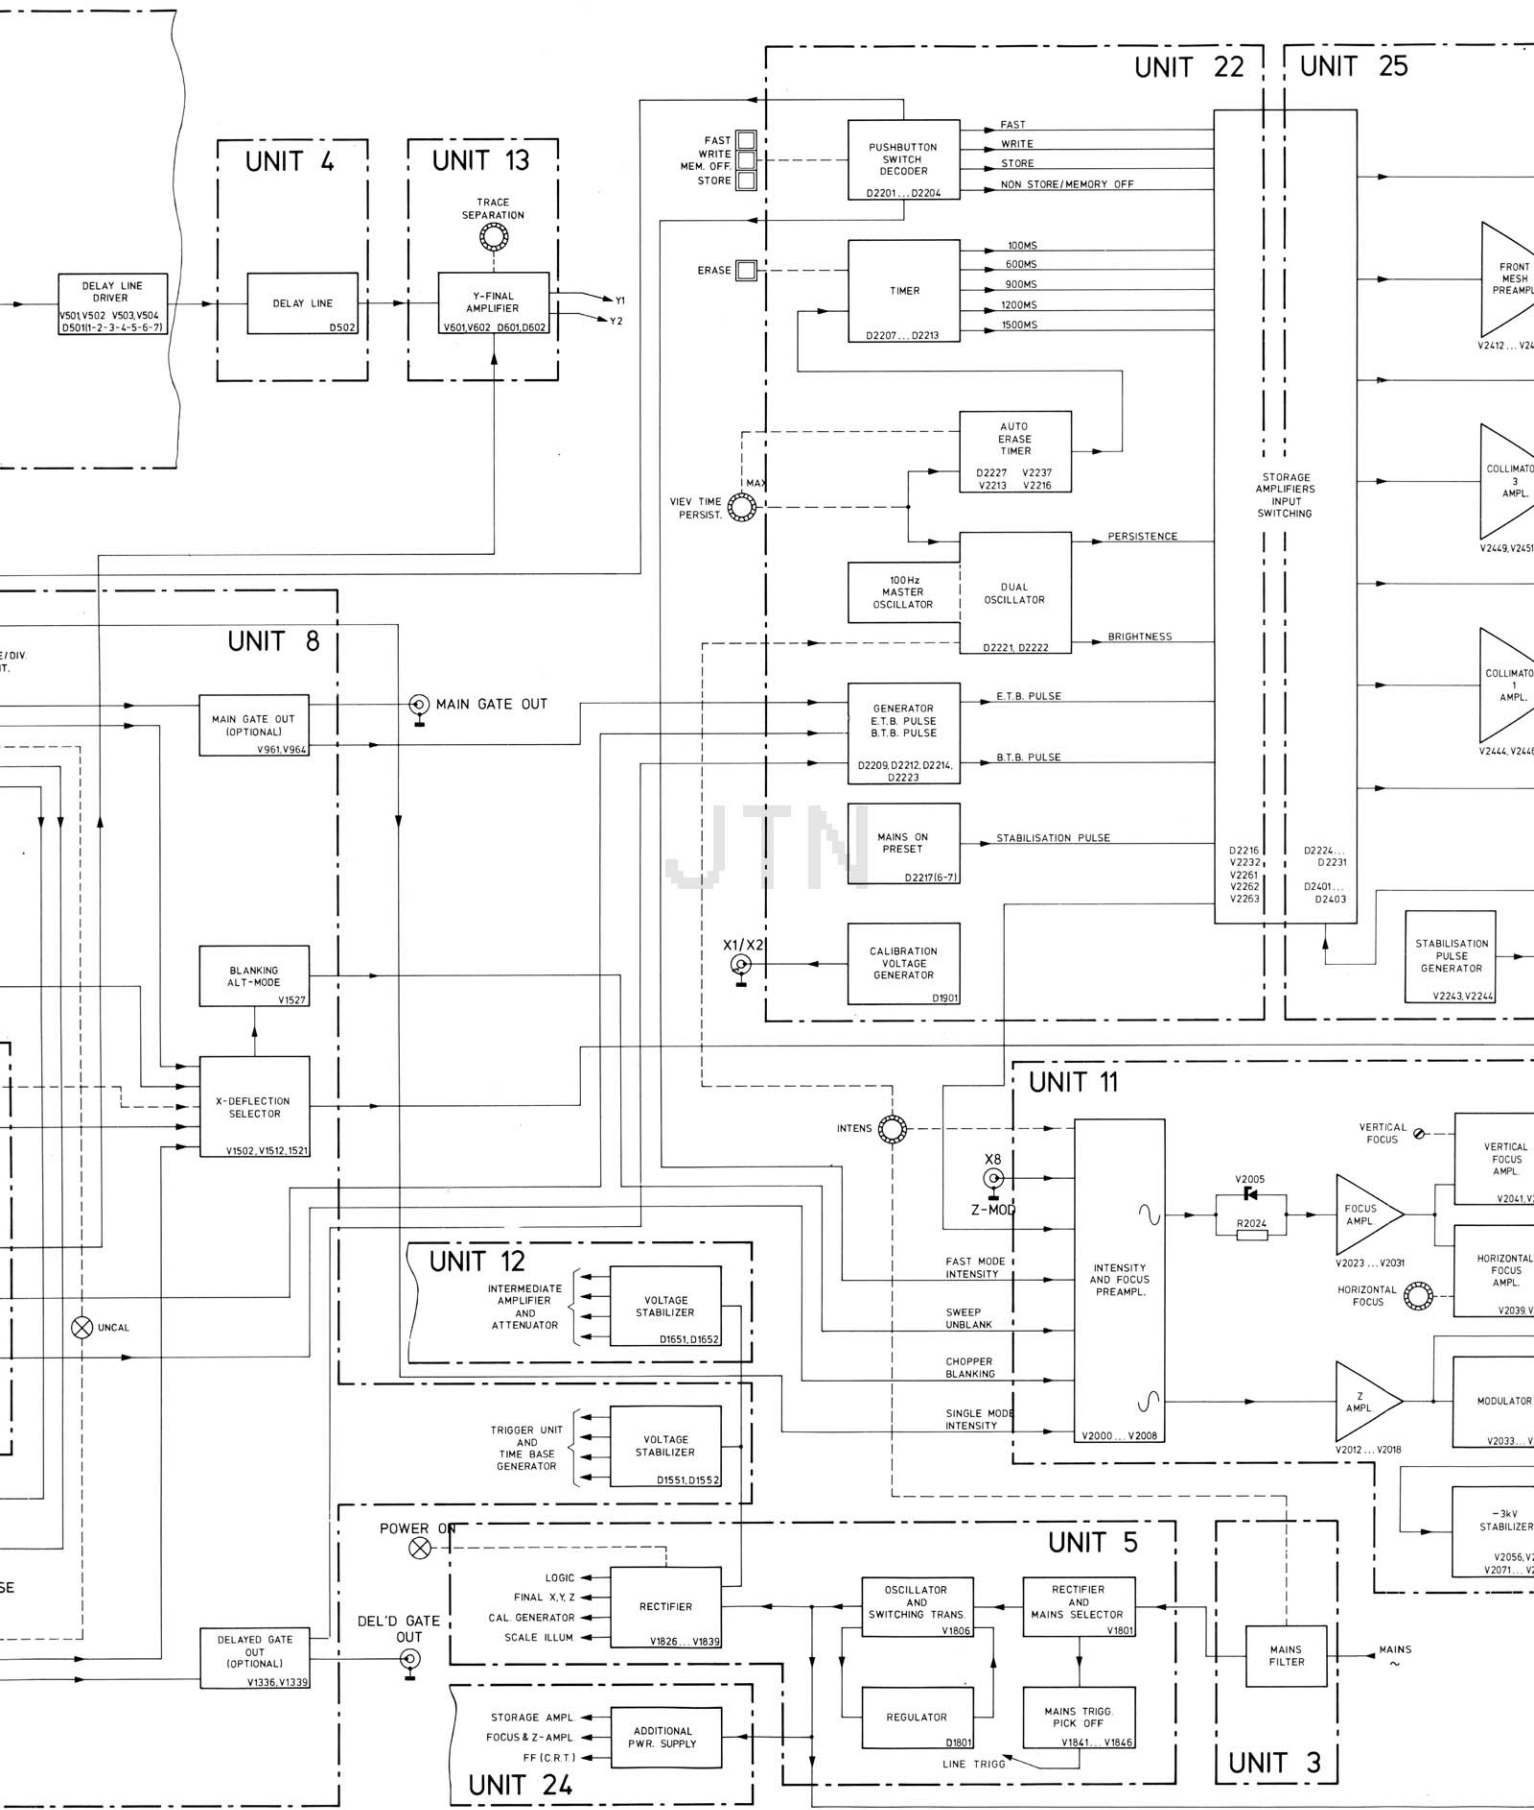 UNIT 22
UNIT 25
UNIT 4
UNIT 13
TRACE
SEPARATION
DELAY LINE
DRIVER
V501,V502 V503,V504
D501(1-2-3-4-5-6-7)
DELAY LINE
D502
Y-FINAL
AMPLIFIER
V601,V602 D601,D602
Y1
Y2
FAST
WRITE
MEM. OFF.
STORE
PUSHBUTTON
SWITCH
DECODER
D2201...D2204
FAST
WRITE
STORE
NON STORE/MEMORY OFF
ERASE
TIMER
D2207...D2213
100MS
600MS
900MS
1200MS
1500MS
FRONT
MESH
V2412
AUTO
ERASE
TIMER
D2227 V2237
V2213 V2216
MAX
VIEV TIME
PERSIST.
STORAGE
AMPLIFIERS
INPUT
SWITCHING
3
AMPL.
V2449, V2451
PERSISTENCE
100Hz
MASTER
OSCILLATOR
DUAL
OSCILLATOR
D2221, D2222
BRIGHTNESS
UNIT 8
E/DIV.
1
AMPL.
MAIN GATE OUT
(OPTIONAL)
V961,V964
MAIN GATE OUT
GENERATOR
E.T.B. PULSE
B.T.B. PULSE
D2209, D2212, D2214,
D2223
E.T.B. PULSE
B.T.B. PULSE
JTN
MAINS ON
PRESET
D2217(6-7)
STABILISATION PULSE
D2216
V2232
V2261
V2262
V2263
D2224...
D2231
D2401...
D2403
X1/X2
CALIBRATION
VOLTAGE
GENERATOR
D1901
STABILISATION
PULSE
GENERATOR
V2243, V2244
BLANKING
ALT-MODE
V1527
X-DEFLECTION
SELECTOR
V1502, V1512, 1521
UNIT 11
INTENS
X8
Z-MOD
VERTICAL
FOCUS
VERTICAL
FOCUS
AMPL.
V2005
R2024
FOCUS
AMPL.
V2023 ... V2031
HORIZONTAL
FOCUS
HORIZONTAL
FOCUS
AMPL.
INTENSITY
AND FOCUS
PREAMPL.
V2000 ... V2008
FAST MODE
INTENSITY
SWEEP
UNBLANK
CHOPPER
BLANKING
SINGLE MODE
INTENSITY
Z
AMPL.
V2012 ... V2018
MODULATOR
UNIT 12
INTERMEDIATE
AMPLIFIER
AND
ATTENUATOR
VOLTAGE
STABILIZER
D1651, D1652
UNCAL
TRIGGER UNIT
AND
TIME BASE
GENERATOR
VOLTAGE
STABILIZER
D1551, D1552
-3kV
STABILIZER
POWER ON
UNIT 5
LOGIC
FINAL X,Y, Z
CAL. GENERATOR
SCALE ILLUM.
RECTIFIER
V1826... V1839
OSCILLATOR
AND
SWITCHING TRANS.
V1806
RECTIFIER
AND
MAINS SELECTOR
V1801
MAINS
FILTER
MAINS
~
DELAYED GATE
OUT
(OPTIONAL)
V1336, V1339
DEL'D GATE
OUT
REGULATOR
D1801
MAINS TRIGG.
PICK OFF
V1841... V1846
LINE TRIGG.
STORAGE AMPL.
FOCUS & Z-AMPL.
FF (C.R.T.)
ADDITIONAL
PWR. SUPPLY
UNIT 24
UNIT 3